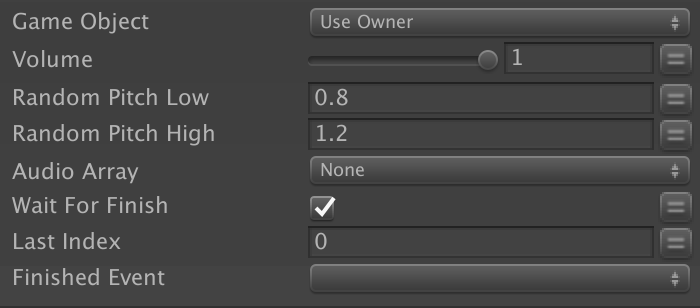 Game Object Use Owner
Volume 1
Random Pitch Low 0.8
Random Pitch High 1.2
Audio Array None
Wait For Finish
Last Index 0
Finished Event